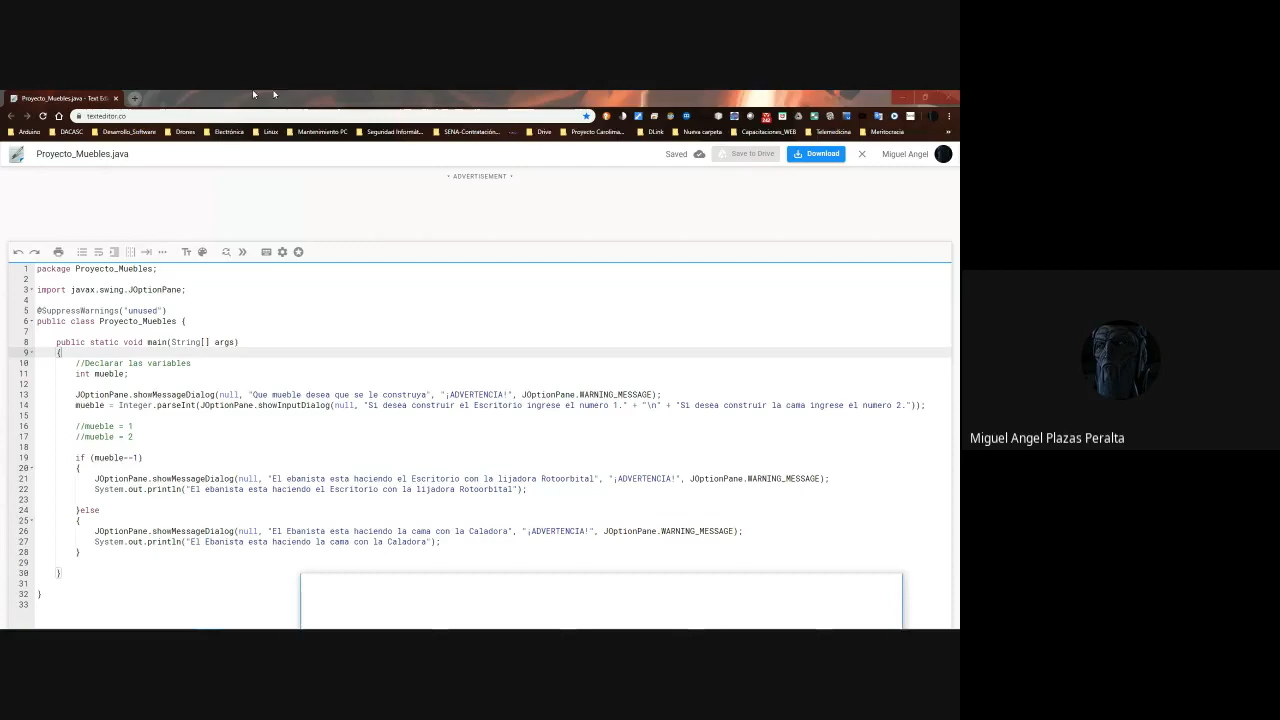 Proyecto_Muebles.java - Text Edi
texteditor.co
Arduino DACASC Desarrollo_Software Drones Electrónica Linux Mantenimiento PC Seguridad Informát... SENA-Contratación... Drive Proyecto Carolina... DLink Nueva carpeta Capacitaciones_WEB Telemedicina Meritocracia »
Proyecto_Muebles.java Saved Save to Drive Download Miguel Angel
• ADVERTISEMENT •
1 package Proyecto_Muebles;
2
3 import javax.swing.JOptionPane;
4
5 @SuppressWarnings("unused")
6 public class Proyecto_Muebles {
7
8 public static void main(String[] args)
9 {
10 //Declarar las variables
11 int mueble;
12
13 JOptionPane.showMessageDialog(null, "Que mueble desea que se le construya", "¡ADVERTENCIA!", JOptionPane.WARNING_MESSAGE);
14 mueble = Integer.parseInt(JOptionPane.showInputDialog(null, "Si desea construir el Escritorio ingrese el numero 1." + "\n" + "Si desea construir la cama ingrese el numero 2."));
15
16 //mueble = 1
17 //mueble = 2
18
19 if (mueble==1)
20 {
21 JOptionPane.showMessageDialog(null, "El ebanista esta haciendo el Escritorio con la lijadora Rotoorbital", "¡ADVERTENCIA!", JOptionPane.WARNING_MESSAGE);
22 System.out.println("El ebanista esta haciendo el Escritorio con la lijadora Rotoorbital");
23
24 }else
25 {
26 JOptionPane.showMessageDialog(null, "El Ebanista esta haciendo la cama con la Caladora", "¡ADVERTENCIA!", JOptionPane.WARNING_MESSAGE);
27 System.out.println("El Ebanista esta haciendo la cama con la Caladora");
28 }
29
30 }
31
32 }
33
Miguel Angel Plazas Peralta